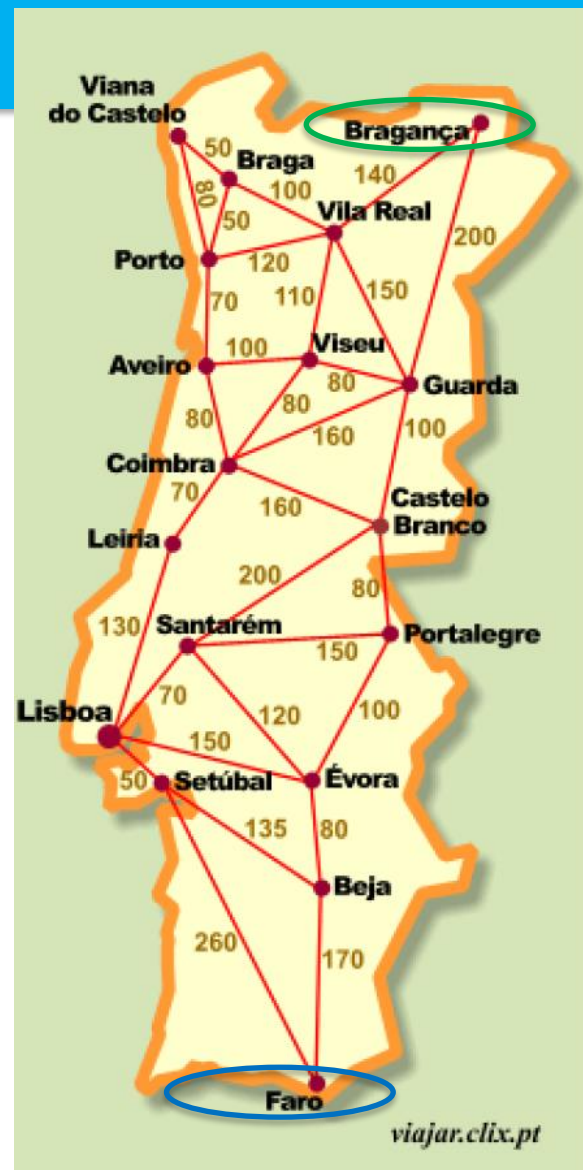 Viana
do Castelo
Bragança
50
Braga
140
80
100
50
Vila Real
200
Porto
120
70
110
150
Viseu
100
Aveiro
80
Guarda
80
80
160
100
Coimbra
70
160
Castelo
Branco
Leiria
200
80
130
Santarém
Portalegre
150
70
Lisboa
120
100
150
50
Setúbal
Évora
135
80
Beja
260
170
Faro
viajar.clix.pt